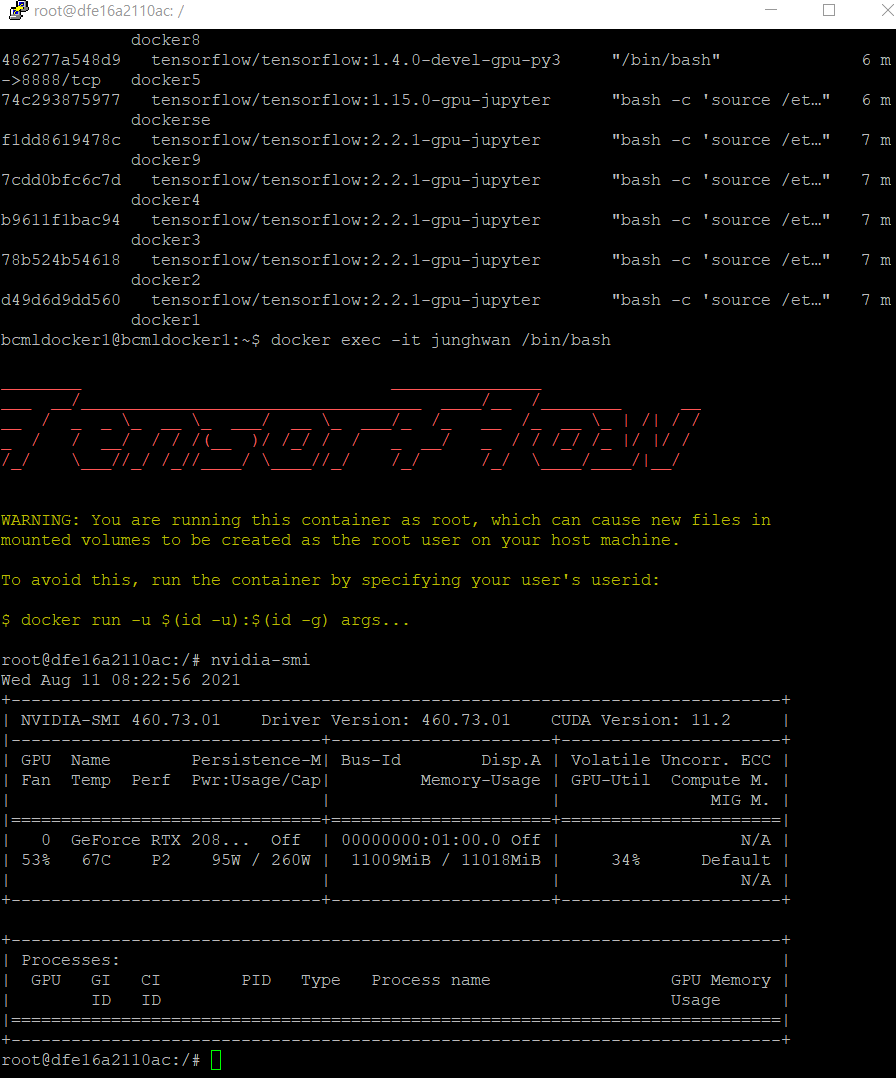 root@dfe16a2110ac: /
docker8
486277a548d9   tensorflow/tensorflow:1.4.0-devel-gpu-py3     "/bin/bash"              6 m
->8888/tcp   docker5
74c293875977   tensorflow/tensorflow:1.15.0-gpu-jupyter      "bash -c 'source /et…"   6 m
dockerse
f1dd8619478c   tensorflow/tensorflow:2.2.1-gpu-jupyter       "bash -c 'source /et…"   7 m
docker9
7cdd0bfc6c7d   tensorflow/tensorflow:2.2.1-gpu-jupyter       "bash -c 'source /et…"   7 m
docker4
b9611f1bac94   tensorflow/tensorflow:2.2.1-gpu-jupyter       "bash -c 'source /et…"   7 m
docker3
78b524b54618   tensorflow/tensorflow:2.2.1-gpu-jupyter       "bash -c 'source /et…"   7 m
docker2
d49d6d9dd560   tensorflow/tensorflow:2.2.1-gpu-jupyter       "bash -c 'source /et…"   7 m
docker1
bcmldocker1@bcmldocker1:~$ docker exec -it junghwan /bin/bash
TensorFlow
WARNING: You are running this container as root, which can cause new files in
mounted volumes to be created as the root user on your host machine.
To avoid this, run the container by specifying your user's userid:
$ docker run -u $(id -u):$(id -g) args...
root@dfe16a2110ac:/# nvidia-smi
Wed Aug 11 08:22:56 2021
+-----------------------------------------------------------------------------+
| NVIDIA-SMI 460.73.01    Driver Version: 460.73.01    CUDA Version: 11.2     |
|-------------------------------+----------------------+----------------------+
| GPU  Name        Persistence-M| Bus-Id        Disp.A | Volatile Uncorr. ECC |
| Fan  Temp  Perf  Pwr:Usage/Cap|         Memory-Usage | GPU-Util  Compute M. |
|                               |                      |               MIG M. |
|===============================+======================+======================|
|   0  GeForce RTX 208...  Off  | 00000000:01:00.0 Off |                  N/A |
| 53%   67C    P2    95W / 260W |  11009MiB / 11018MiB |     34%      Default |
|                               |                      |                  N/A |
+-------------------------------+----------------------+----------------------+
+-----------------------------------------------------------------------------+
| Processes:                                                                  |
|  GPU   GI   CI        PID   Type   Process name                  GPU Memory |
|        ID   ID                                                   Usage      |
|=============================================================================|
+-----------------------------------------------------------------------------+
root@dfe16a2110ac:/#